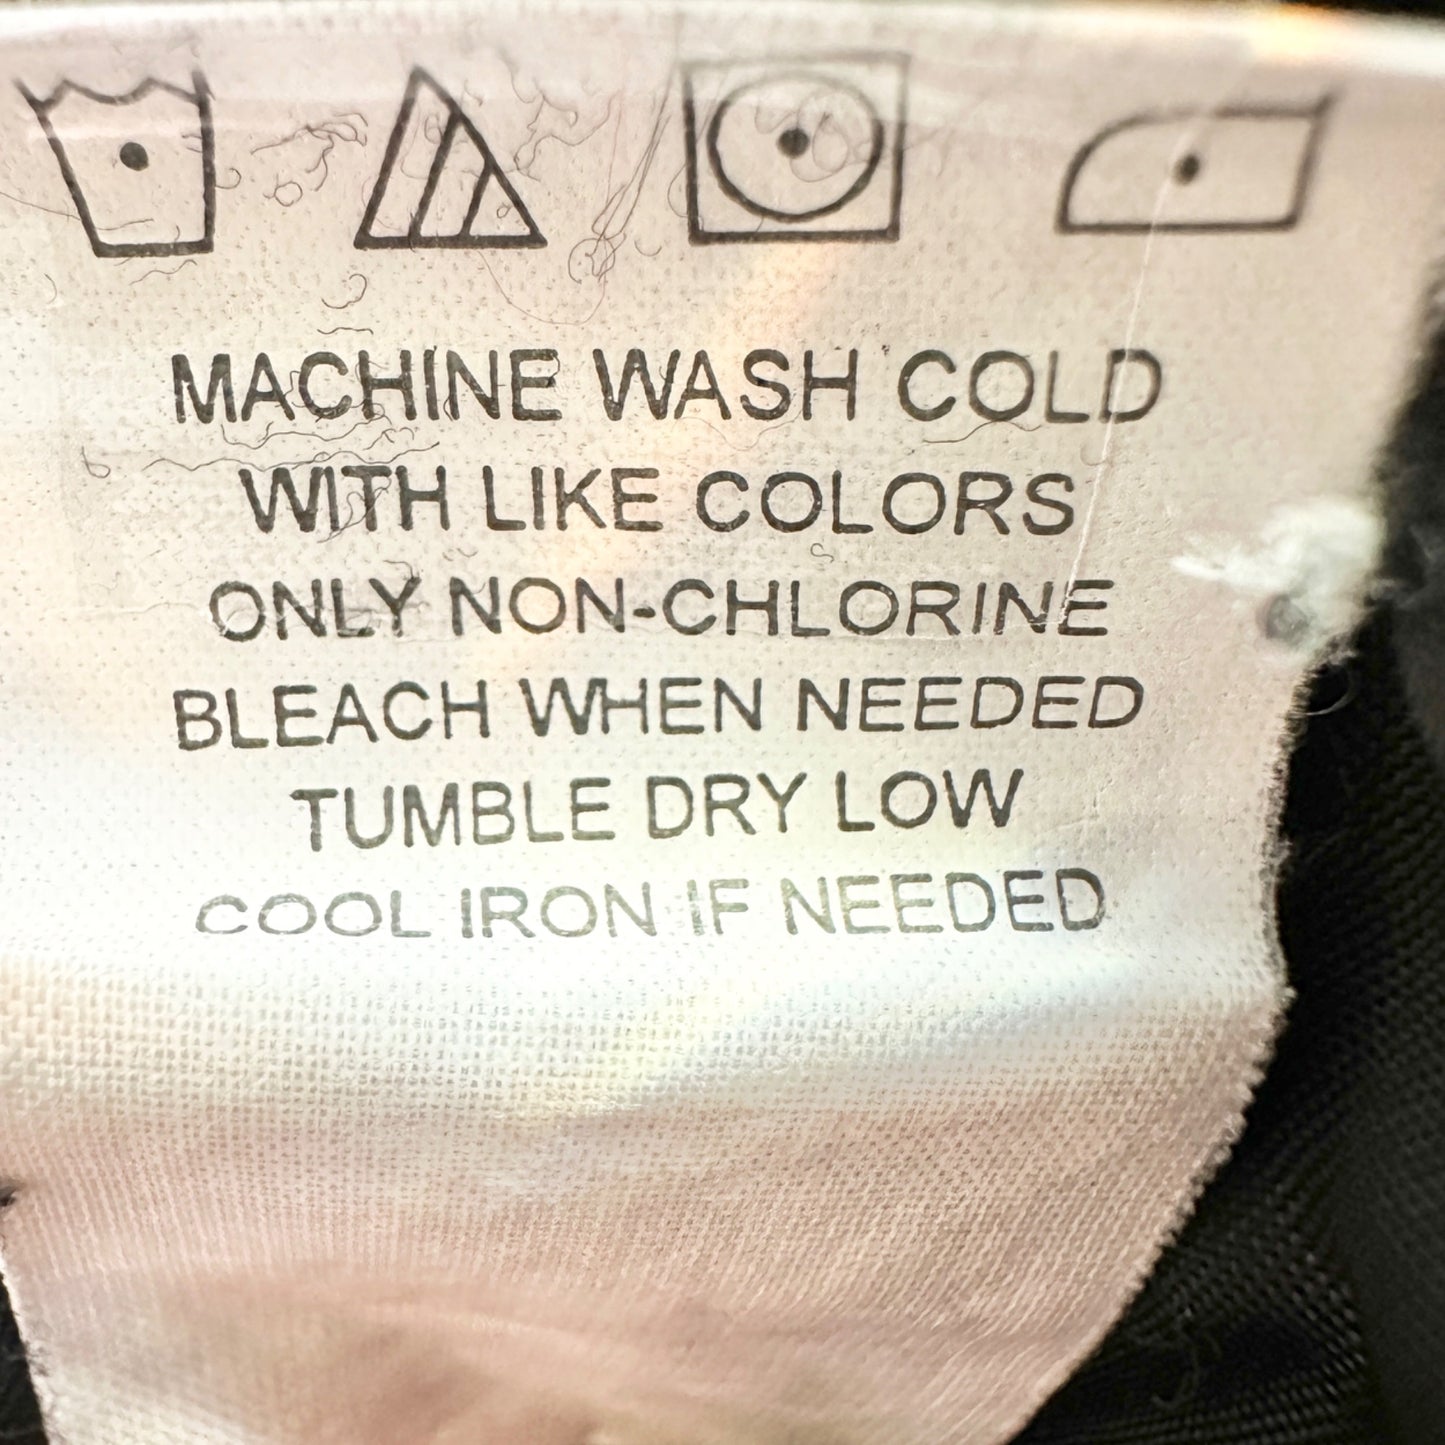 MACHINE WASH COLD
WITH LIKE COLORS
ONLY NON-CHLORINE
BLEACH WHEN NEEDED
TUMBLE DRY LOW
COOL IRON IF NEEDED